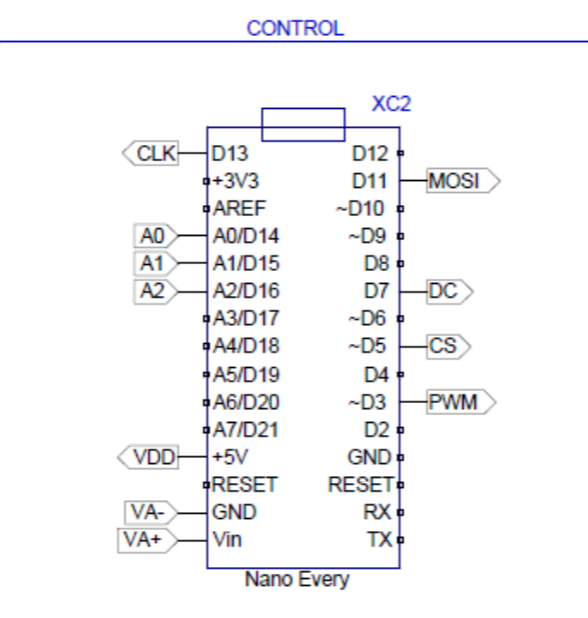 CONTROL
XC2
CLK D13 D12
+3V3 D11 MOSI
AREF ~D10
A0 A0/D14 ~D9
A1 A1/D15 D8
A2 A2/D16 D7 DC
A3/D17 ~D6
A4/D18 ~D5 CS
A5/D19 D4
A6/D20 ~D3 PWM
A7/D21 D2
VDD +5V GND
RESET RESET
VA- GND RX
VA+ Vin TX
Nano Every